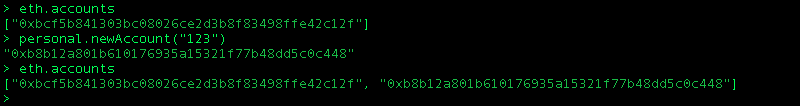 > eth.accounts
["0xbcf5b841303bc08026ce2d3b8f83498ffe42c12f"]
> personal.newAccount("123")
"0xb8b12a801b610176935a15321f77b48dd5c0c448"
> eth.accounts
["0xbcf5b841303bc08026ce2d3b8f83498ffe42c12f", "0xb8b12a801b610176935a15321f77b48dd5c0c448"]
>